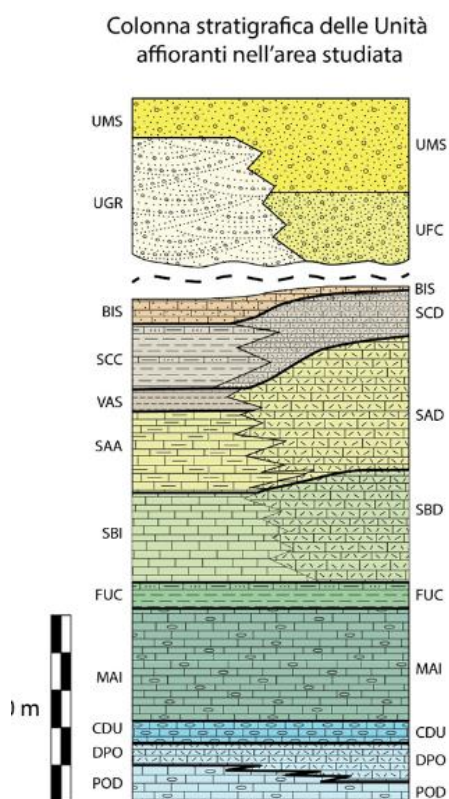 Colonna stratigrafica delle Unità
affioranti nell'area studiata
UMS
UMS
UGR
UFC
BIS
BIS
SCD
SCC
VAS
SAD
SAA
SBD
SBI
FUC
FUC
MAI
MAI
m
CDU
CDU
DPO
DPO
POD
POD